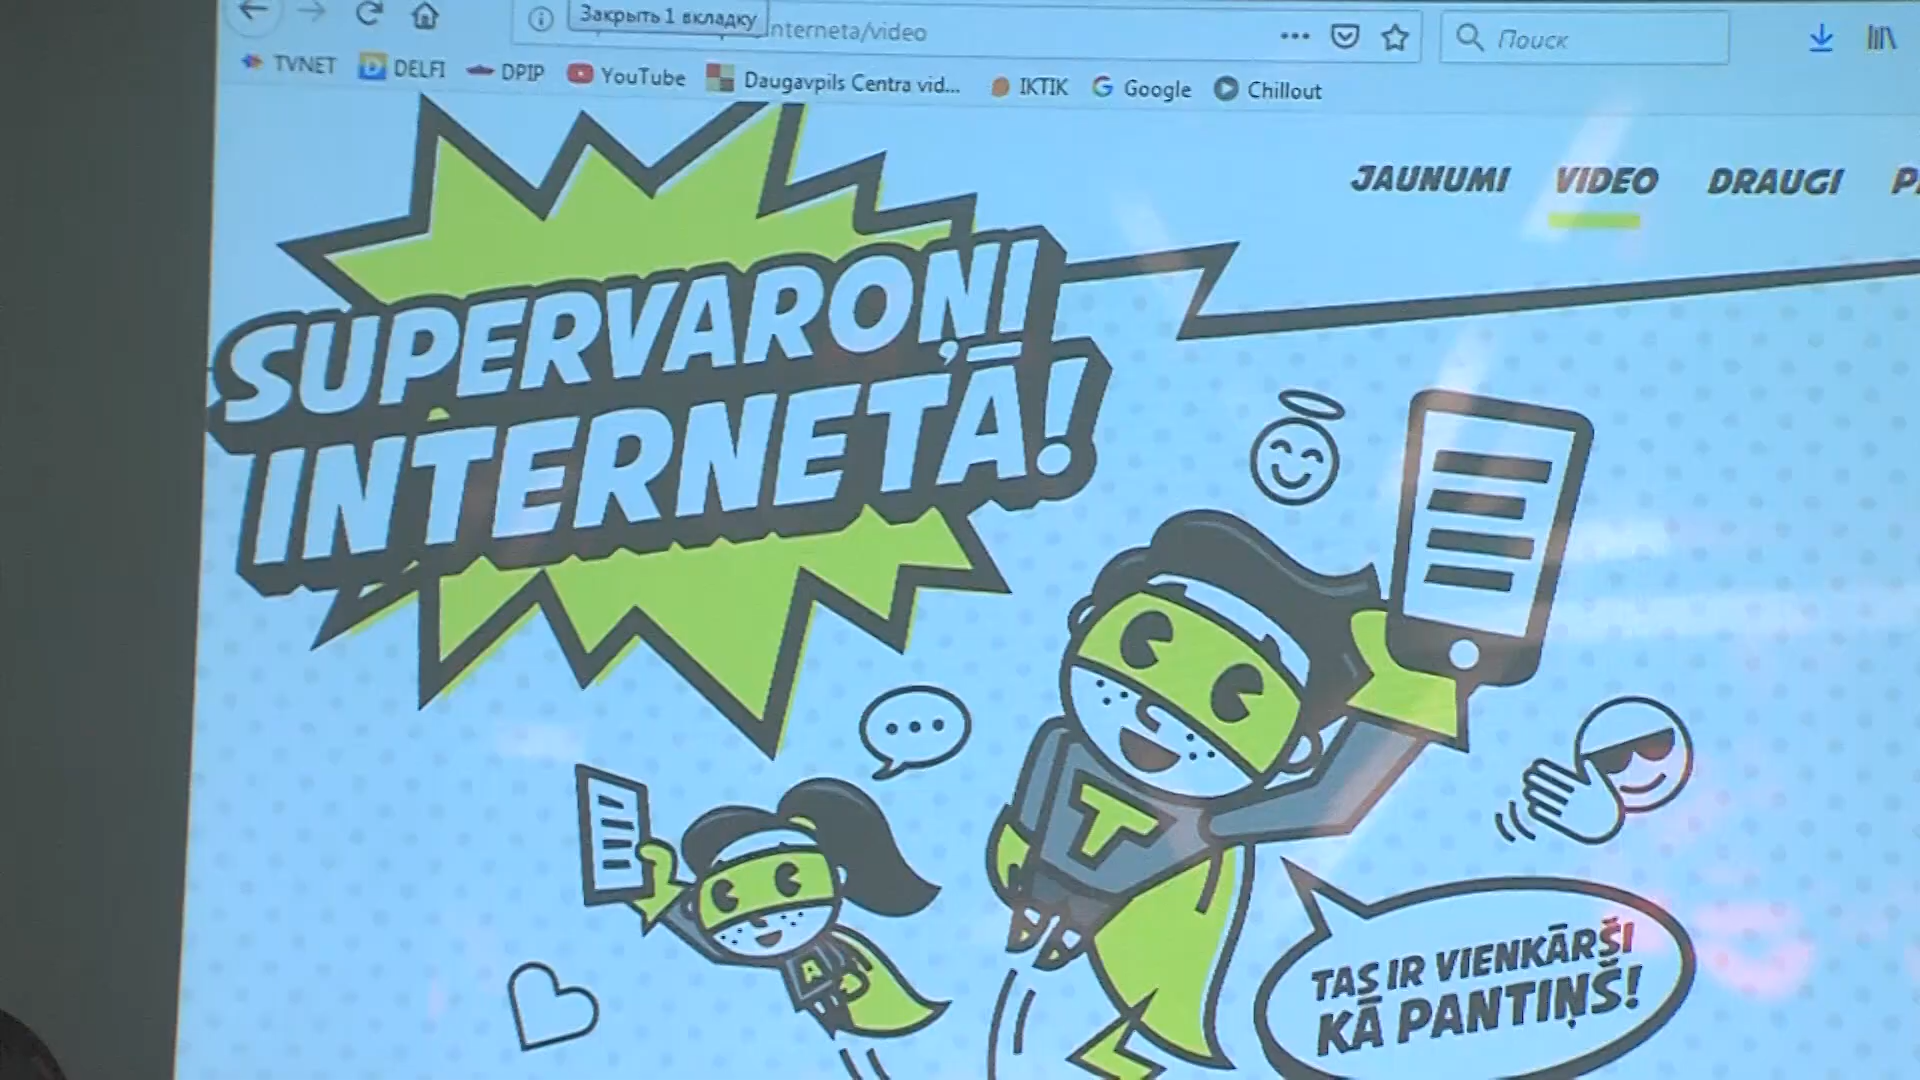 Закрыть 1 вкладку
nterneta/video
Поиск
TVNET DELFI DPIP YouTube Daugavpils Centra vid... IKTIK Google Chillout
JAUNUMI VIDEO DRAUGI
SUPERVAROŅI
INTERNETĀ!
T
A
TAS IR VIENKĀRŠI
KĀ PANTIŅŠ!